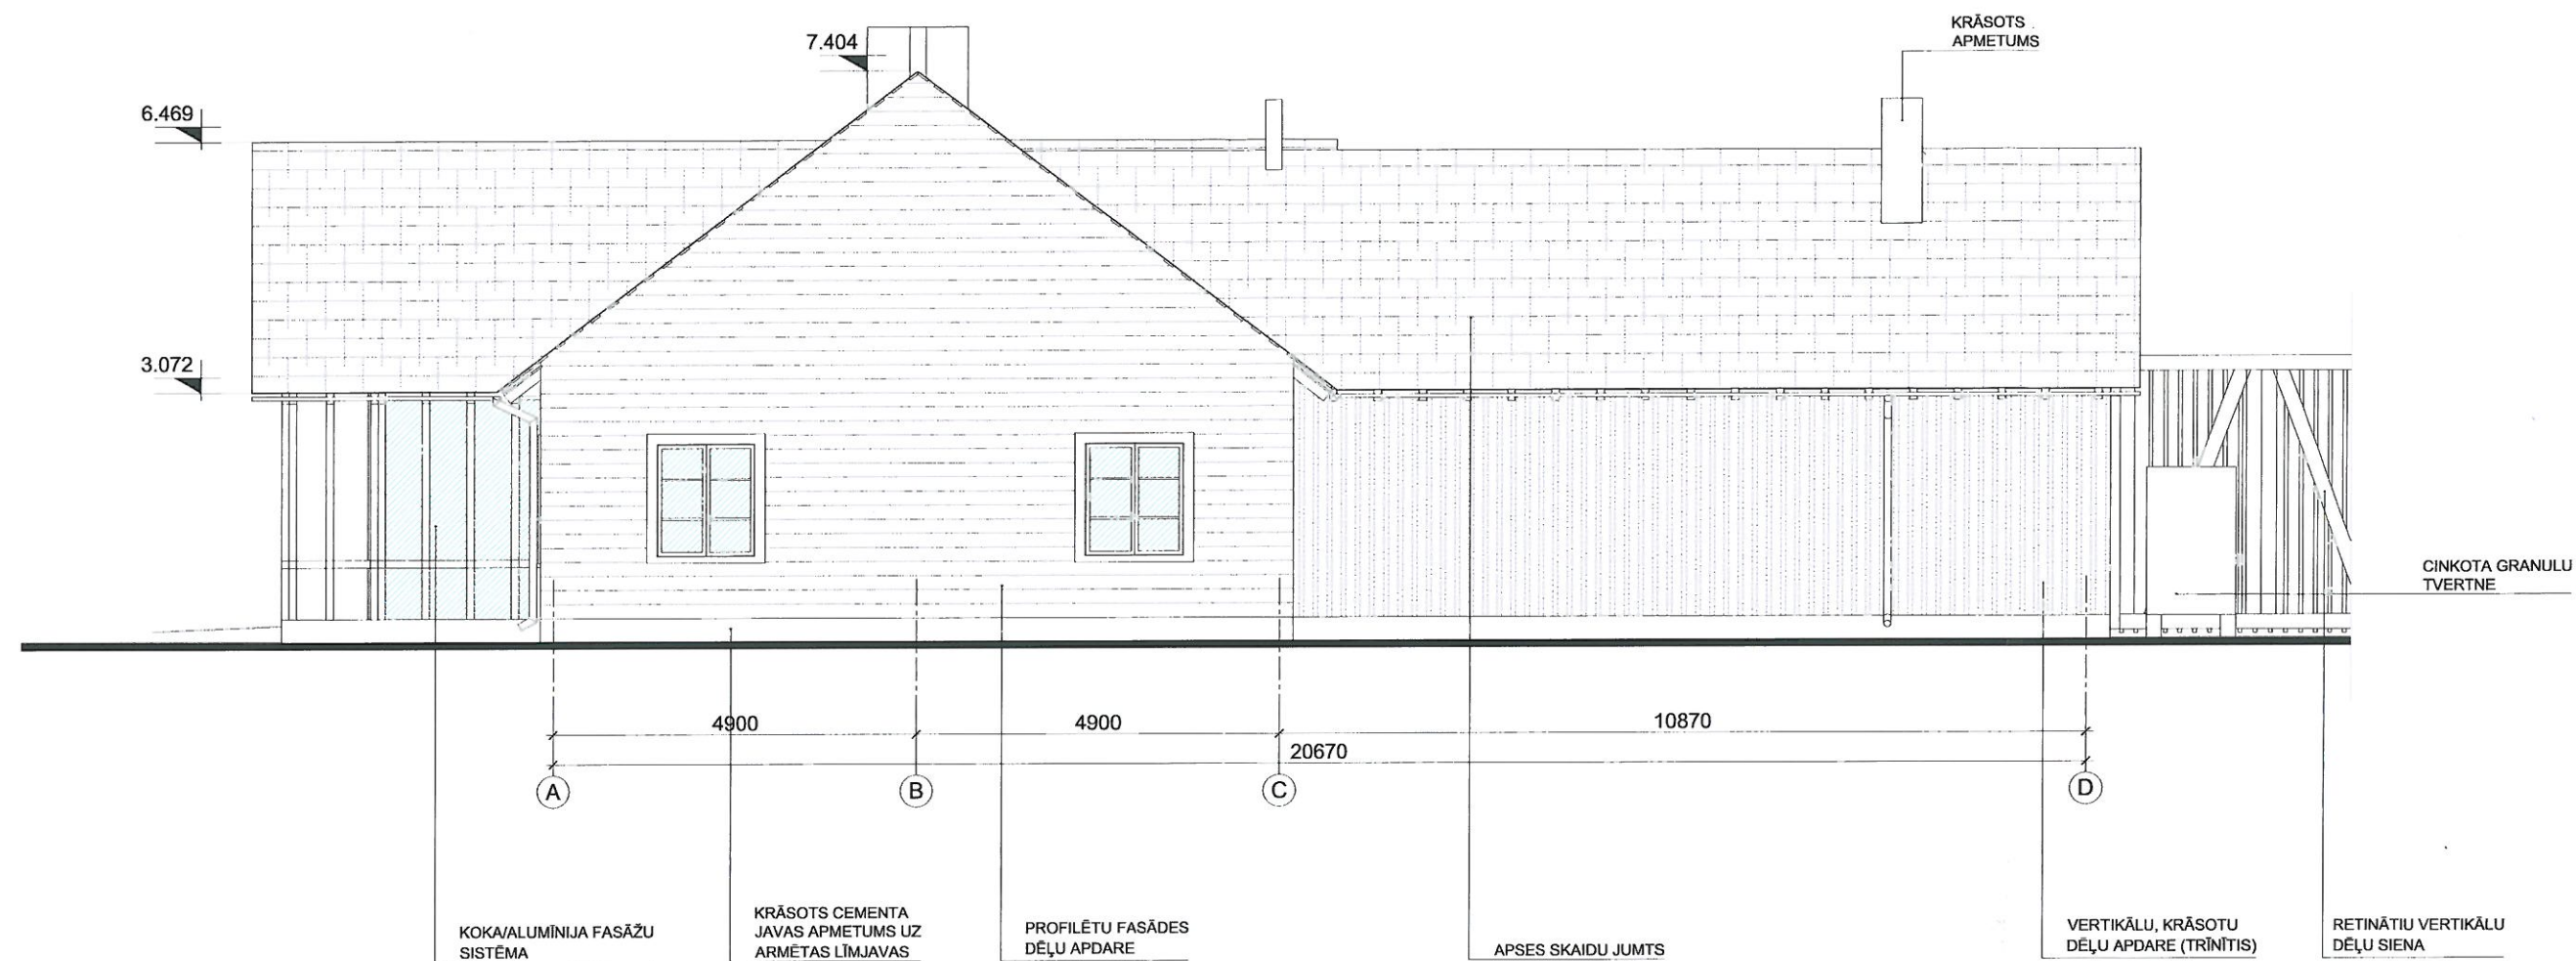 KRĀSOTS
APMETUMS
7.404
6.469
3.072
CINKOTA GRANULU
TVERTNE
4900
4900
10870
20670
A
B
C
D
KOKA/ALUMĪNIJA FASĀŽU
SISTĒMA
KRĀSOTS CEMENTA
JAVAS APMETUMS UZ
ARMĒTAS LĪMJAVAS
PROFILĒTU FASĀDES
DĒĻU APDARE
APSES SKAIDU JUMTS
VERTIKĀLU, KRĀSOTU
DĒĻU APDARE (TRĪNĪTIS)
RETINĀTIU VERTIKĀLU
DĒĻU SIENA